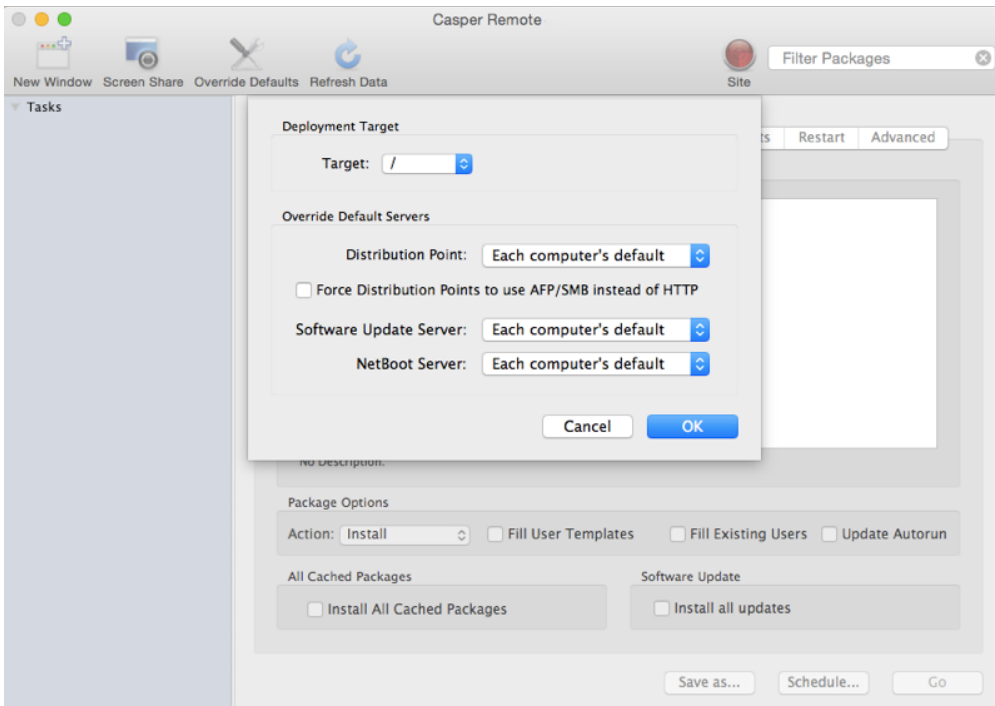 Casper Remote
New Window Screen Share Override Defaults Refresh Data
Site
Filter Packages
Tasks
Deployment Target
Target: /
Override Default Servers
Distribution Point: Each computer's default
Force Distribution Points to use AFP/SMB instead of HTTP
Software Update Server: Each computer's default
NetBoot Server: Each computer's default
Cancel OK
Restart Advanced
No Description.
Package Options
Action: Install Fill User Templates Fill Existing Users Update Autorun
All Cached Packages
Install All Cached Packages
Software Update
Install all updates
Save as... Schedule... Go